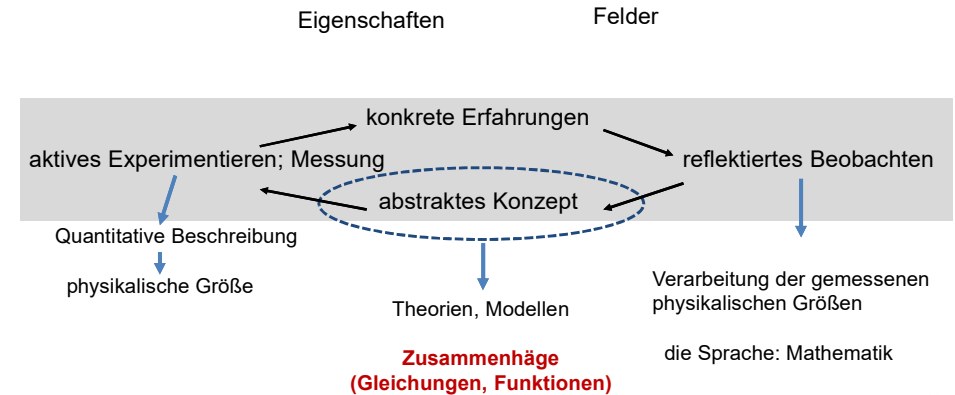 Eigenschaften
Felder
konkrete Erfahrungen
aktives Experimentieren; Messung
reflektiertes Beobachten
abstraktes Konzept
Quantitative Beschreibung
physikalische Größe
Verarbeitung der gemessenen
physikalischen Größen
Theorien, Modellen
die Sprache: Mathematik
Zusammenhäge
(Gleichungen, Funktionen)